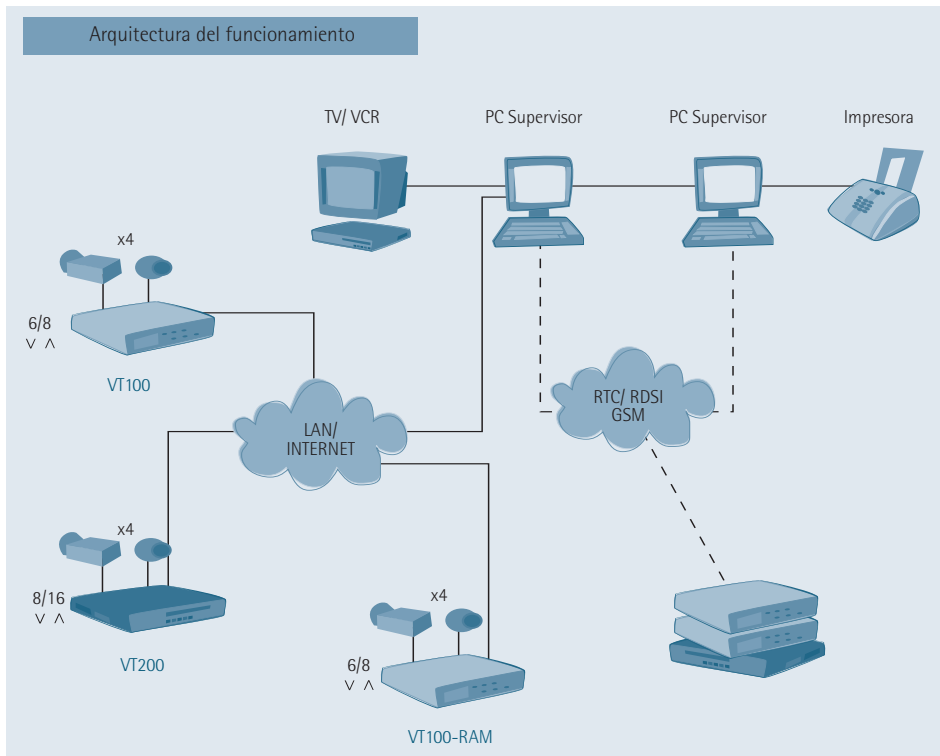 Arquitectura del funcionamiento
TV/ VCR
PC Supervisor
PC Supervisor
Impresora
x4
6/8
VT100
LAN/
INTERNET
RTC/ RDSI
GSM
x4
8/16
VT200
x4
6/8
VT100-RAM